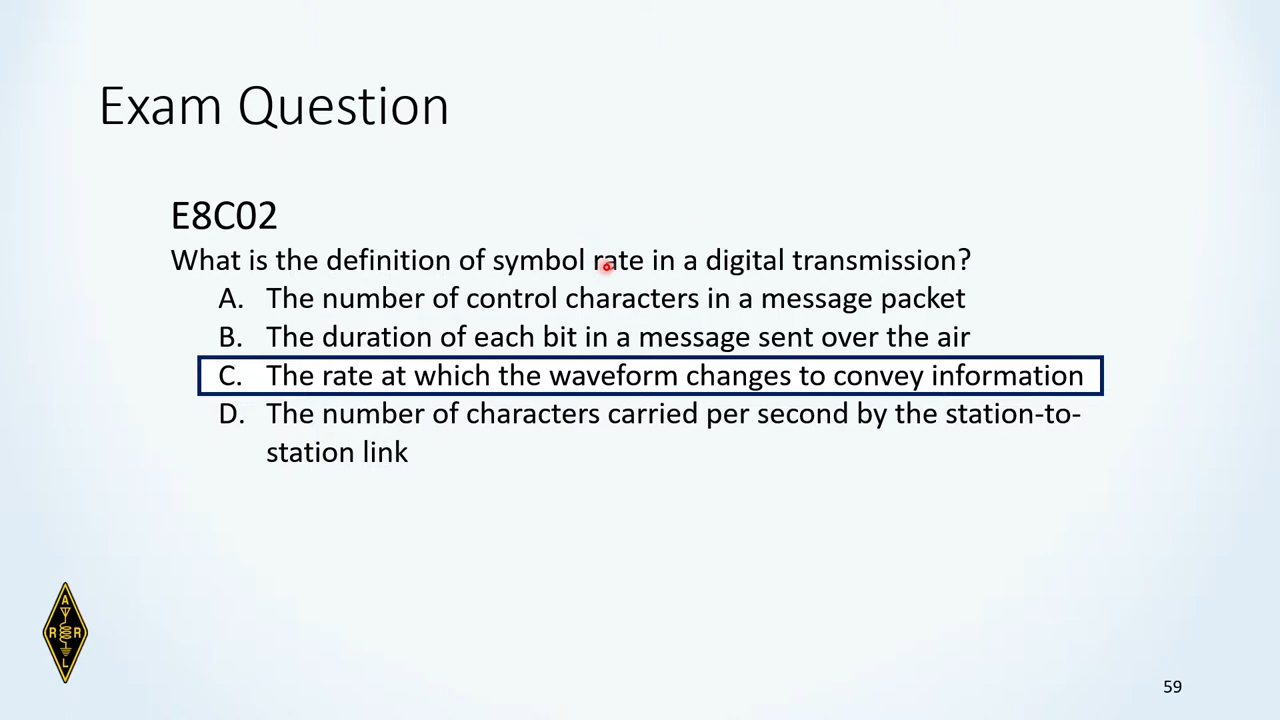 Exam Question
E8C02
What is the definition of symbol rate in a digital transmission?
A. The number of control characters in a message packet
B. The duration of each bit in a message sent over the air
C. The rate at which the waveform changes to convey information
D. The number of characters carried per second by the station-to-
station link
A
R R
L
59